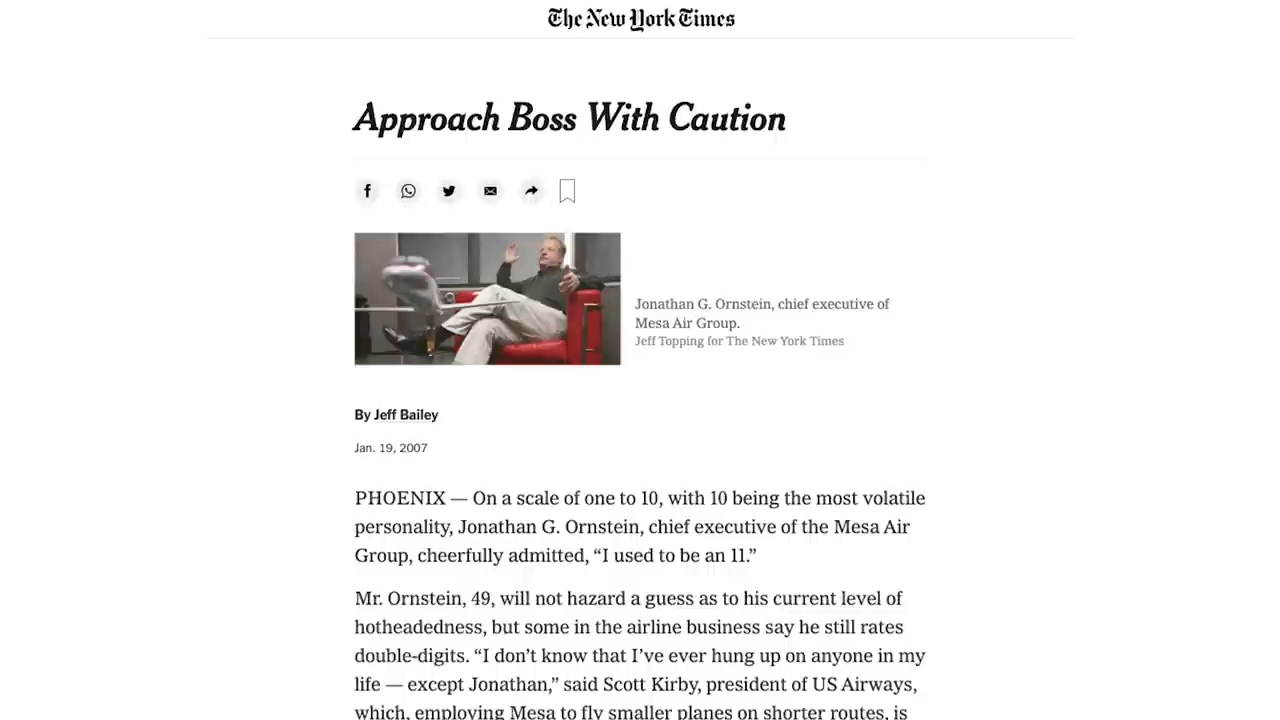 The New York Times
Approach Boss With Caution
Jonathan G. Ornstein, chief executive of
Mesa Air Group.
Jeff Topping for The New York Times
By Jeff Bailey
Jan. 19, 2007
PHOENIX — On a scale of one to 10, with 10 being the most volatile
personality, Jonathan G. Ornstein, chief executive of the Mesa Air
Group, cheerfully admitted, “I used to be an 11.”
Mr. Ornstein, 49, will not hazard a guess as to his current level of
hotheadedness, but some in the airline business say he still rates
double-digits. “I don’t know that I’ve ever hung up on anyone in my
life — except Jonathan,” said Scott Kirby, president of US Airways,
which, employing Mesa to fly smaller planes on shorter routes, is